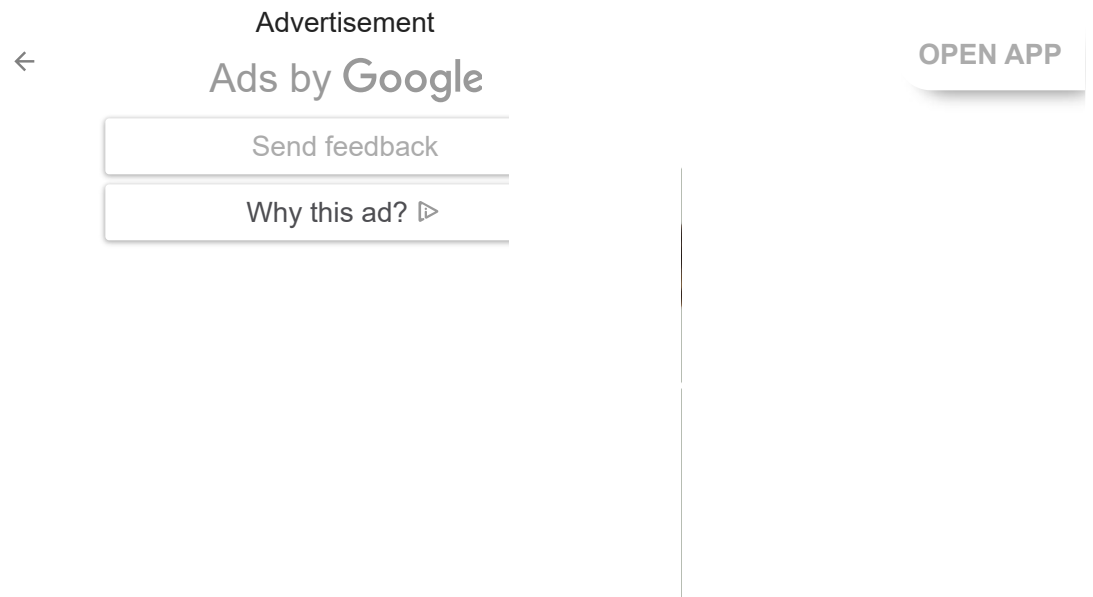 Advertisement
Ads by Google
OPEN APP
Send feedback
Why this ad?